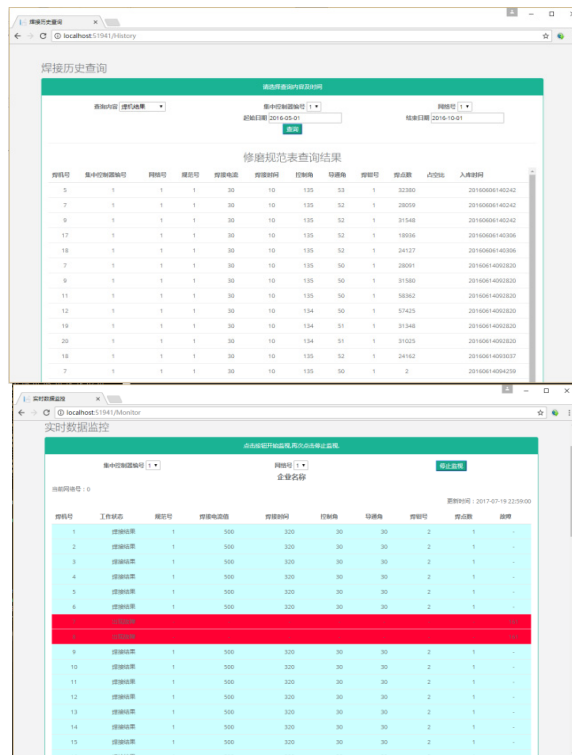 焊接历史查询
localhost:51941/History
焊接历史查询
请选择查询内容及时间
查询内容 焊机结果 集中控制器编号 1 网络号 1
起始日期 2016-05-01 结束日期 2016-10-01
查询
修磨规范表查询结果
焊机号 集中控制器编号 网络号 规范号 焊接电流 焊接时间 控制角 导通角 焊钳号 焊点数 占空比 入库时间
5 1 1 1 30 10 135 53 1 32380 20160606140242
7 1 1 1 30 10 135 52 1 28059 20160606140242
9 1 1 1 30 10 135 52 1 31548 20160606140242
17 1 1 1 30 10 135 52 1 18936 20160606140306
18 1 1 1 30 10 135 52 1 24127 20160606140306
7 1 1 1 30 10 135 50 1 28091 20160614092820
9 1 1 1 30 10 135 50 1 31580 20160614092820
11 1 1 1 30 10 135 50 1 58362 20160614092820
12 1 1 1 30 10 134 50 1 57425 20160614092820
19 1 1 1 30 10 134 51 1 31348 20160614092820
20 1 1 1 30 10 134 51 1 31025 20160614092820
18 1 1 1 30 10 135 52 1 24162 20160614093037
7 1 1 1 30 10 135 50 1 2 20160614094239
实时数据监控
localhost:51941/Monitor
实时数据监控
点击按钮开始监视,再次点击停止监视.
集中控制器编号 1 网络号 1 停止监视
企业名称
当前网络号：0
更新时间：2017-07-19 22:59:00
焊机号 工作状态 规范号 焊接电流值 焊接时间 控制角 导通角 焊钳号 焊点数 故障
1 焊接结果 1 500 320 30 30 2 1 -
2 焊接结果 1 500 320 30 30 2 1 -
3 焊接结果 1 500 320 30 30 2 1 -
4 焊接结果 1 500 320 30 30 2 1 -
5 焊接结果 1 500 320 30 30 2 1 -
6 焊接结果 1 500 320 30 30 2 1 -
9 焊接结果 1 500 320 30 30 2 1 -
10 焊接结果 1 500 320 30 30 2 1 -
11 焊接结果 1 500 320 30 30 2 1 -
12 焊接结果 1 500 320 30 30 2 1 -
13 焊接结果 1 500 320 30 30 2 1 -
14 焊接结果 1 500 320 30 30 2 1 -
15 焊接结果 1 500 320 30 30 2 1 -